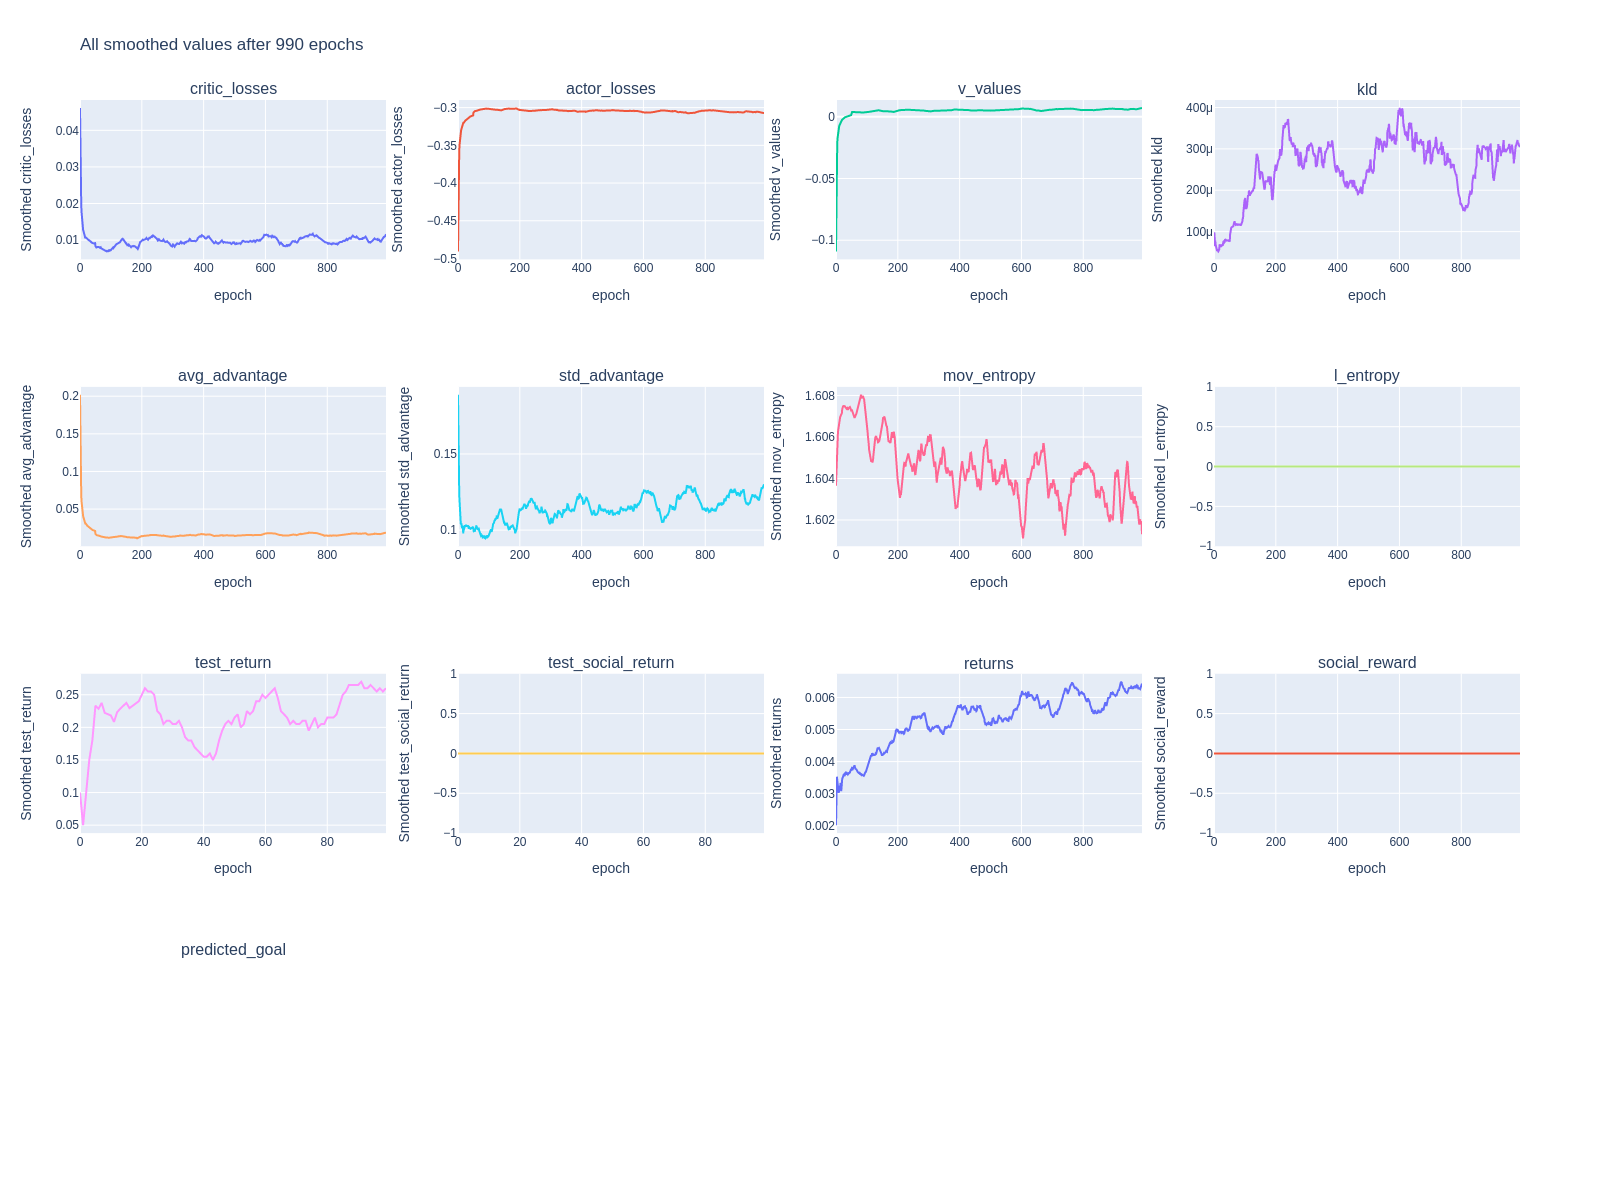 All smoothed values after 990 epochs
critic_losses
actor_losses
v_values
kld
Smoothed critic_losses
0.04
0.03
0.02
0.01
0
200
400
600
800
epoch
Smoothed actor_losses
−0.3
−0.35
−0.4
−0.45
−0.5
0
200
400
600
800
epoch
Smoothed v_values
0
−0.05
−0.1
0
200
400
600
800
epoch
Smoothed kld
400μ
300μ
200μ
100μ
0
200
400
600
800
epoch
avg_advantage
std_advantage
mov_entropy
l_entropy
Smoothed avg_advantage
0.2
0.15
0.1
0.05
0
200
400
600
800
epoch
Smoothed std_advantage
0.15
0.1
0
200
400
600
800
epoch
Smoothed mov_entropy
1.608
1.606
1.604
1.602
0
200
400
600
800
epoch
Smoothed l_entropy
1
0.5
0
−0.5
−1
0
200
400
600
800
epoch
test_return
test_social_return
returns
social_reward
Smoothed test_return
0.25
0.2
0.15
0.1
0.05
0
20
40
60
80
epoch
Smoothed test_social_return
1
0.5
0
−0.5
−1
0
20
40
60
80
epoch
Smoothed returns
0.006
0.005
0.004
0.003
0.002
0
200
400
600
800
epoch
Smoothed social_reward
1
0.5
0
−0.5
−1
0
200
400
600
800
epoch
predicted_goal